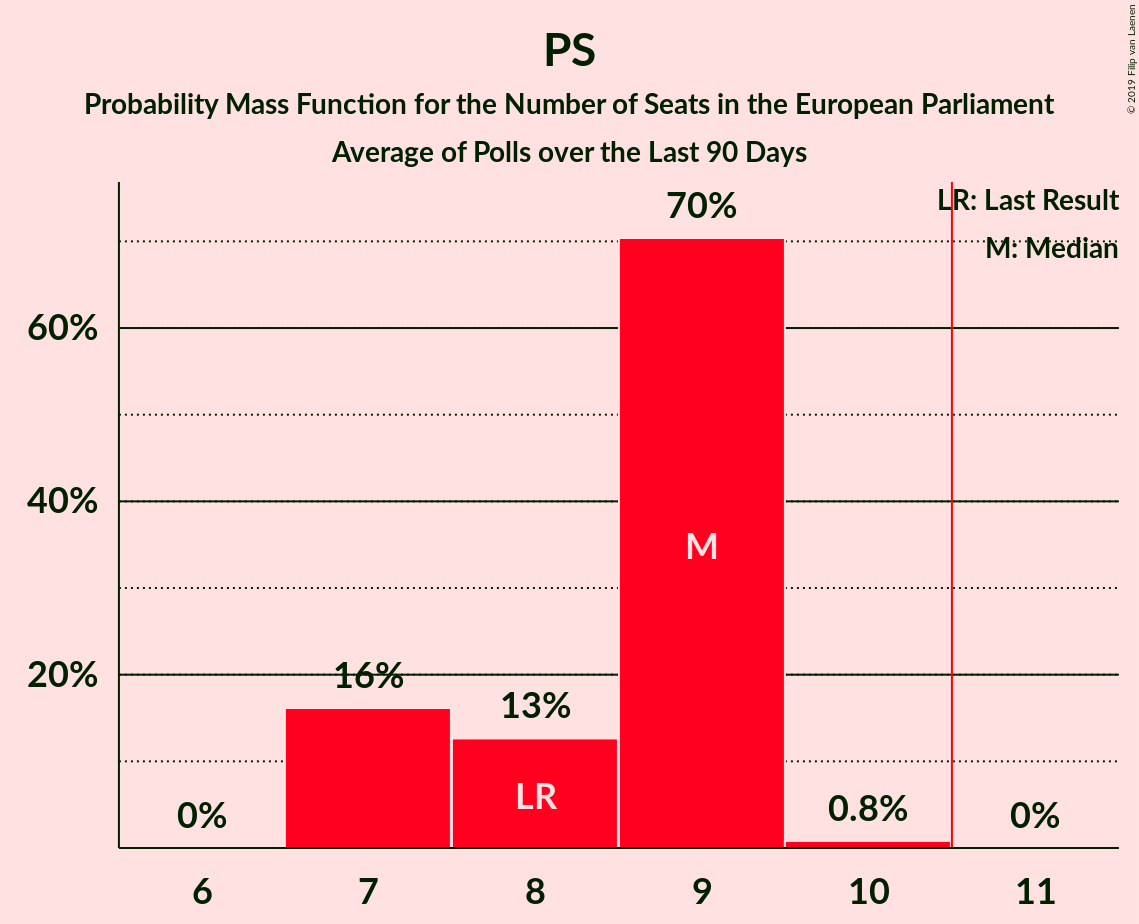 PS
Probability Mass Function for the Number of Seats in the European Parliament
Average of Polls over the Last 90 Days
© 2019 Filip van Laenen
LR: Last Result
M: Median
70%
60%
40%
20%
M
16%
13%
LR
0%
0.8%
0%
6 7 8 9 10 11